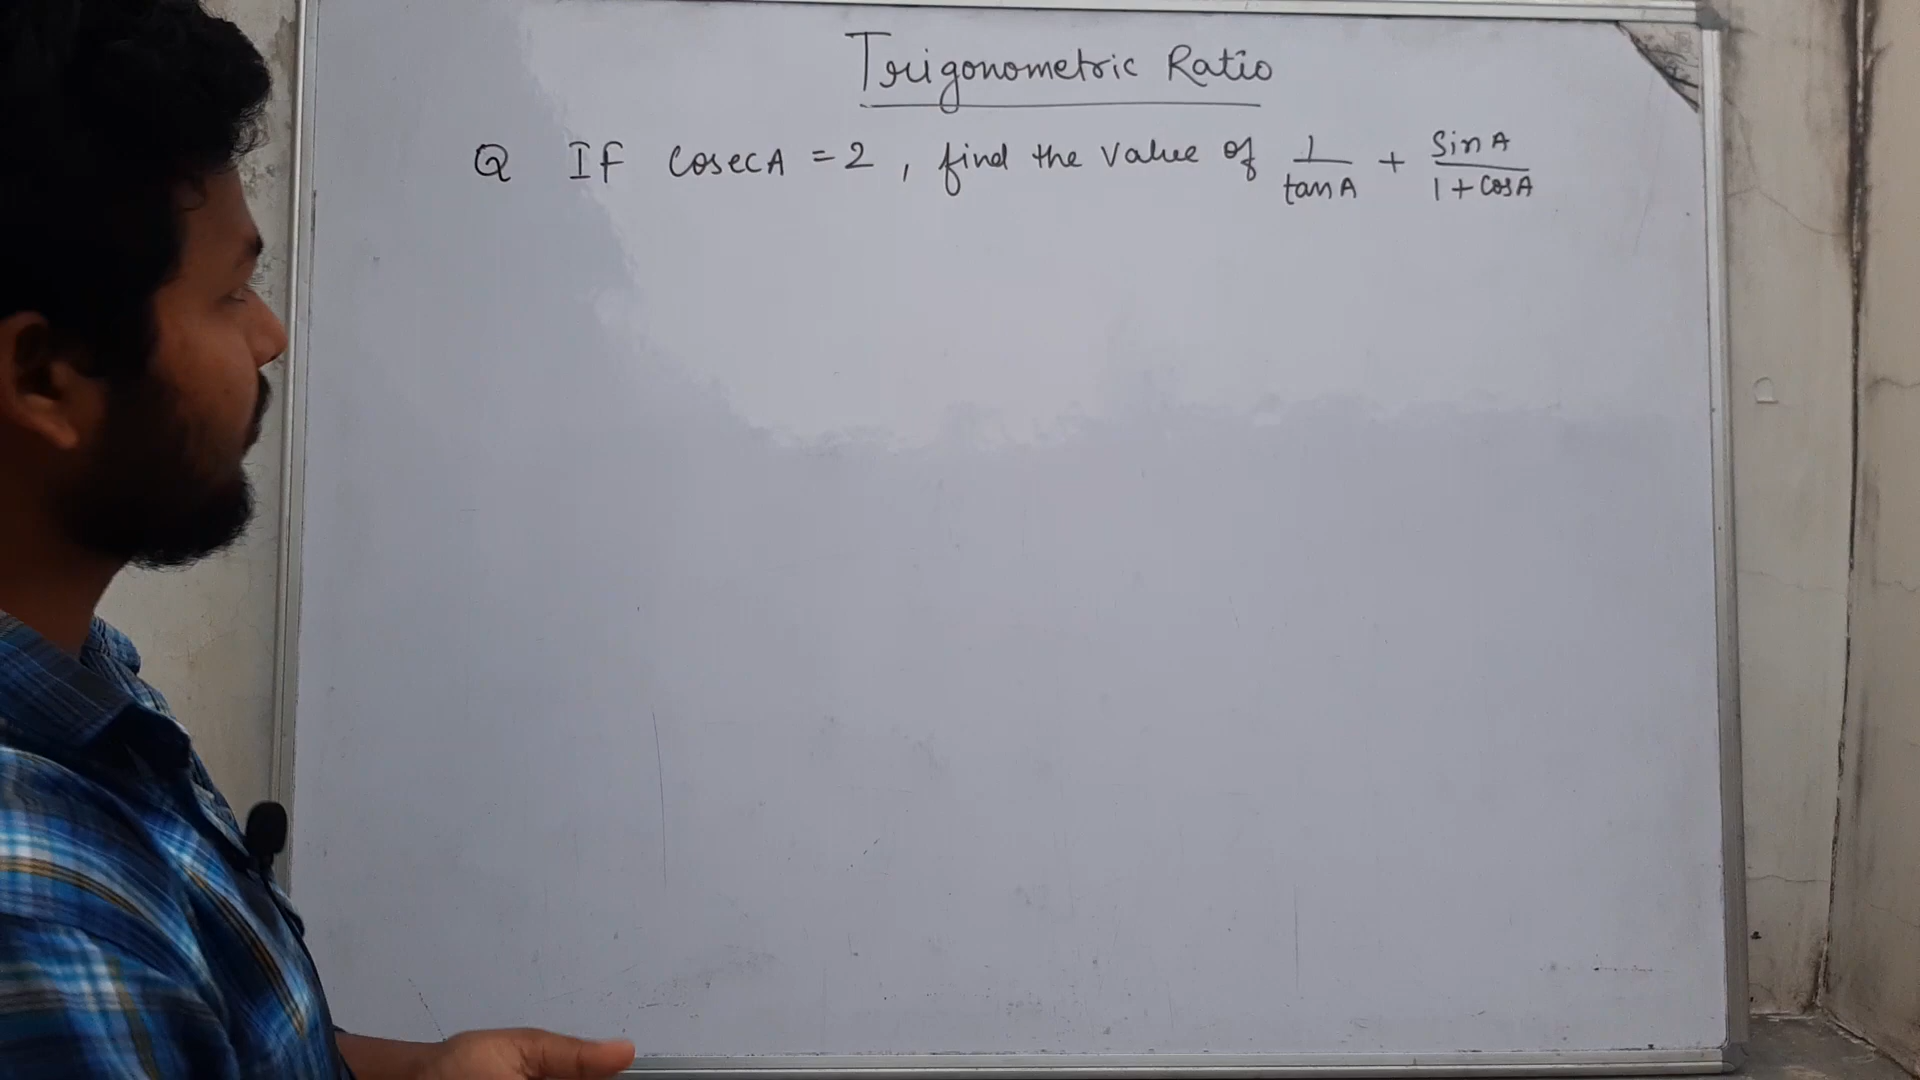 Trigonometric Ratio
Q If CosecA = 2, find the Value of 1/tanA + SinA/1+CosA